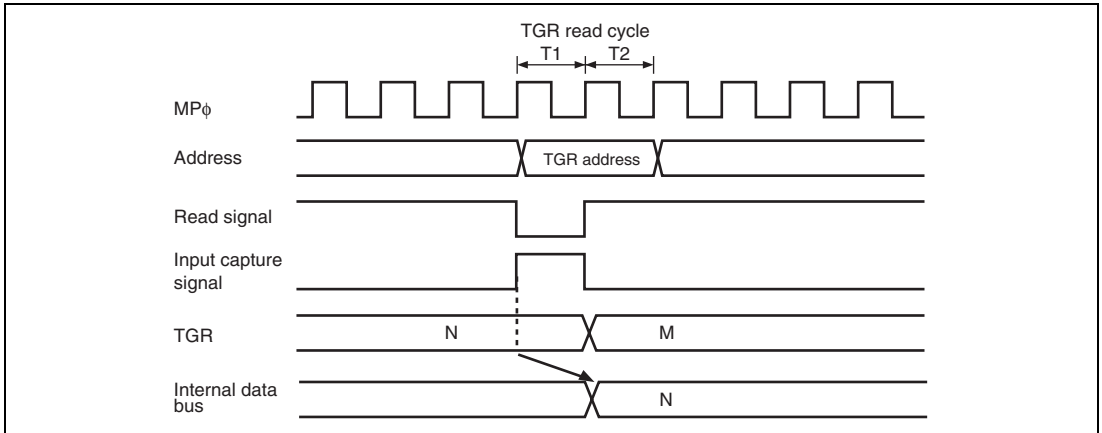 TGR read cycle
T1 T2
MPφ
Address
TGR address
Read signal
Input capture
signal
TGR
N
M
Internal data
bus
N